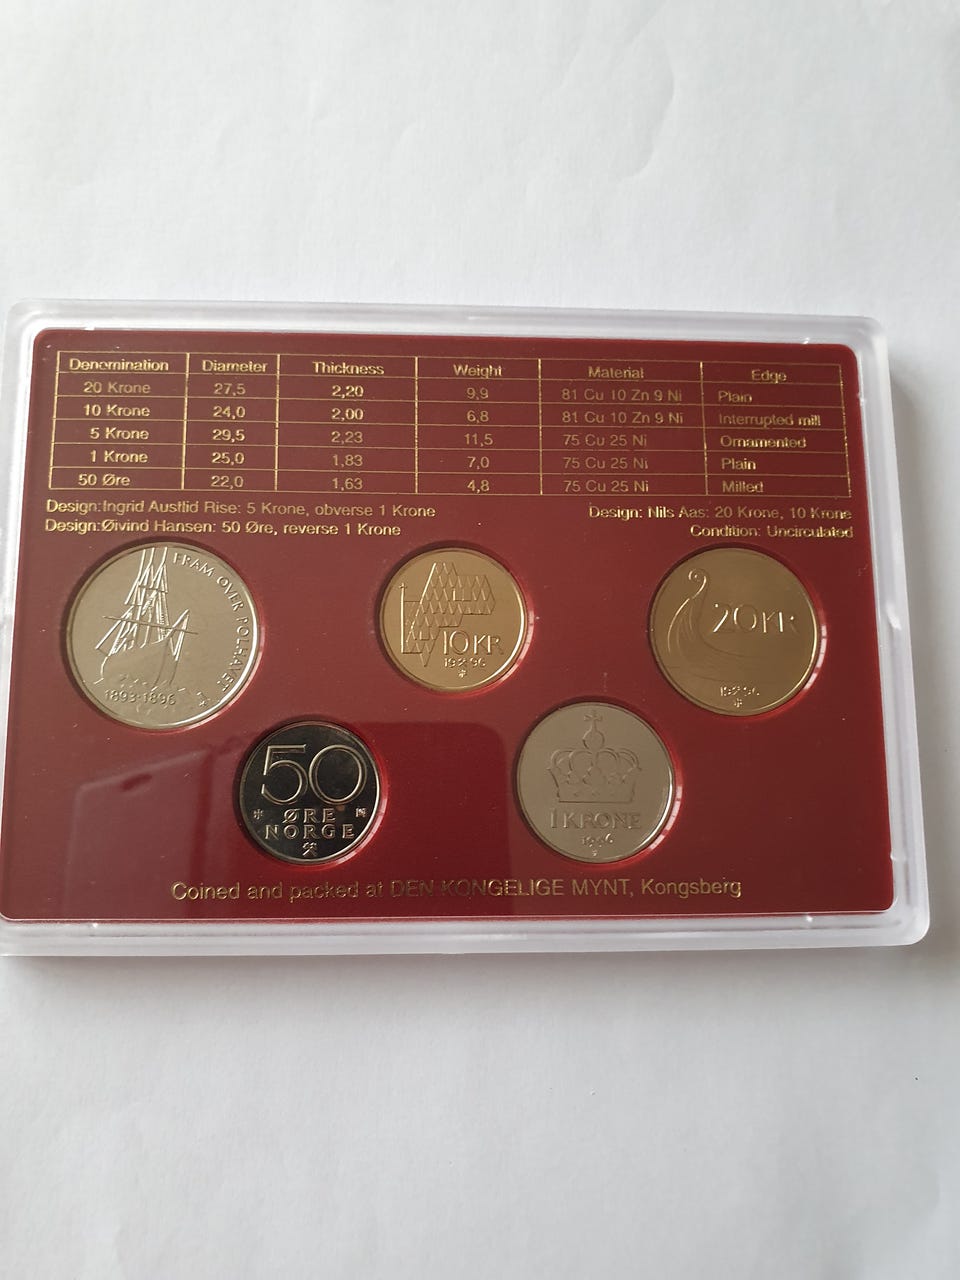 Denomination Diameter Thickness Weight Material Edge
20 Krone 27,5 2,20 9,9 81 Cu 10 Zn 9 Ni Plain
10 Krone 24,0 2,00 6,8 81 Cu 10 Zn 9 Ni Interrupted mill
5 Krone 29,5 2,23 11,5 75 Cu 25 Ni Ornamented
1 Krone 25,0 1,83 7,0 75 Cu 25 Ni Plain
50 Øre 22,0 1,63 4,8 75 Cu 25 Ni Milled
Design:Ingrid Austlid Rise: 5 Krone, obverse 1 Krone
Design:Øivind Hansen: 50 Øre, reverse 1 Krone
Design: Nils Aas: 20 Krone, 10 Krone
Condition: Uncirculated
FRAM OVER POLHAVET
1893-1896
10 KR
1996
20 KR
1996
50
ØRE
NORGE
1 KRONE
1996
Coined and packed at DEN KONGELIGE MYNT, Kongsberg